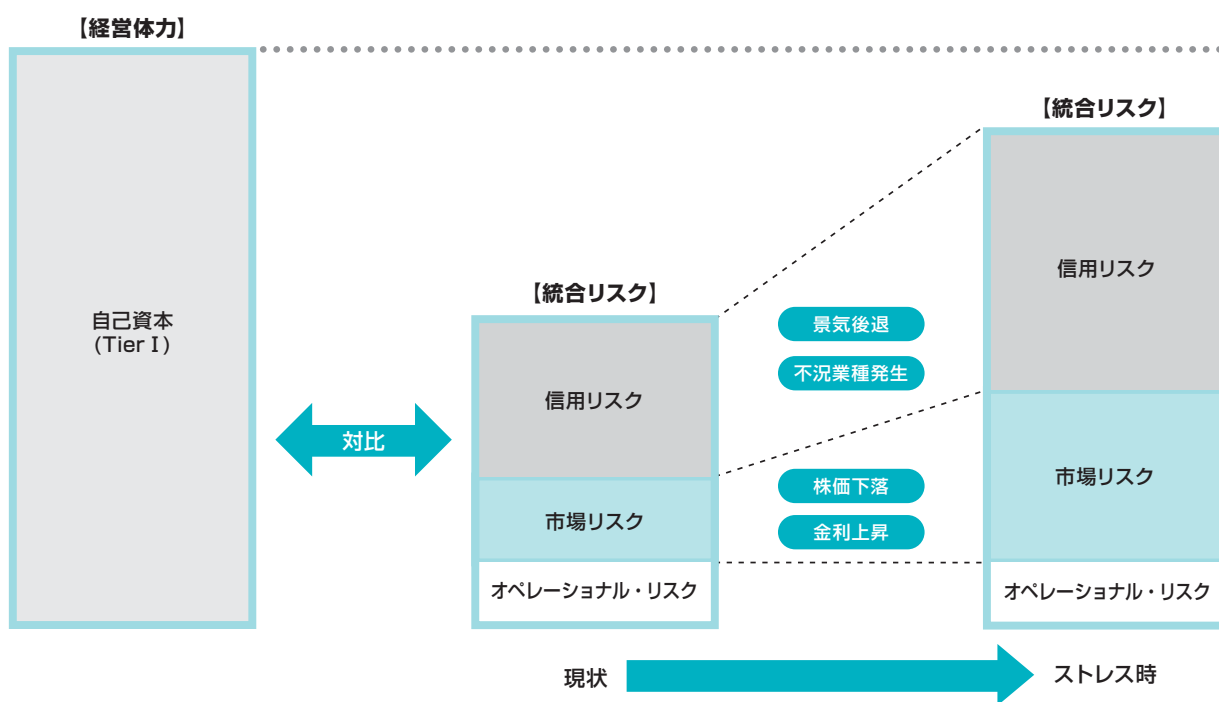 【経営体力】
自己資本
(Tier Ⅰ)
対比
【統合リスク】
信用リスク
市場リスク
オペレーショナル・リスク
景気後退
不況業種発生
株価下落
金利上昇
【統合リスク】
信用リスク
市場リスク
オペレーショナル・リスク
現状
ストレス時